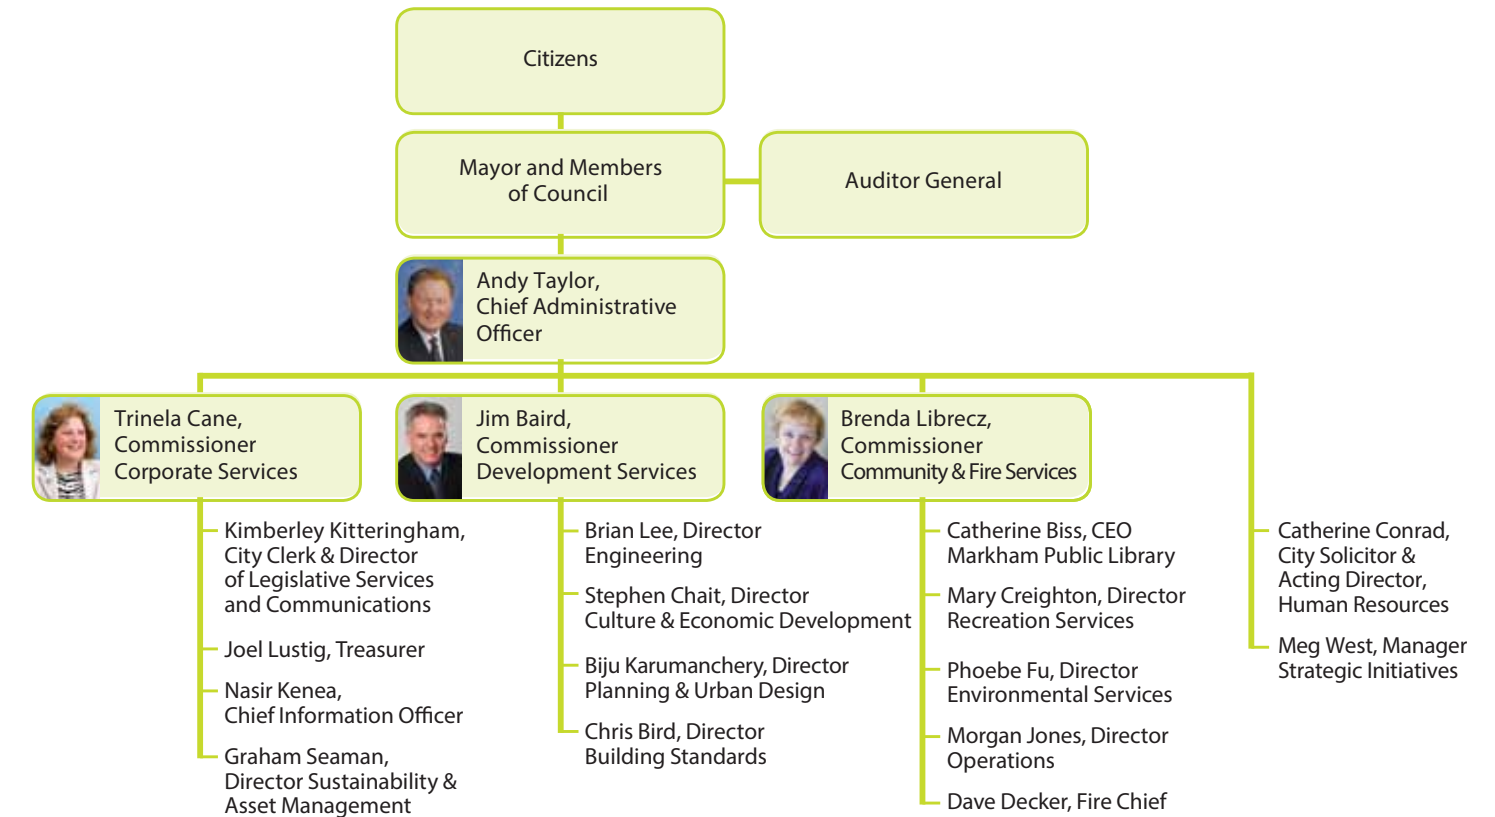 Citizens
Mayor and Members
of Council
Auditor General
Andy Taylor,
Chief Administrative
Officer
Trinela Cane,
Commissioner
Corporate Services
Jim Baird,
Commissioner
Development Services
Brenda Librecz,
Commissioner
Community & Fire Services
Kimberley Kitteringham,
City Clerk & Director
of Legislative Services
and Communications
Joel Lustig, Treasurer
Nasir Kenea,
Chief Information Officer
Graham Seaman,
Director Sustainability &
Asset Management
Brian Lee, Director
Engineering
Stephen Chait, Director
Culture & Economic Development
Biju Karumanchery, Director
Planning & Urban Design
Chris Bird, Director
Building Standards
Catherine Biss, CEO
Markham Public Library
Mary Creighton, Director
Recreation Services
Phoebe Fu, Director
Environmental Services
Morgan Jones, Director
Operations
Dave Decker, Fire Chief
Catherine Conrad,
City Solicitor &
Acting Director,
Human Resources
Meg West, Manager
Strategic Initiatives